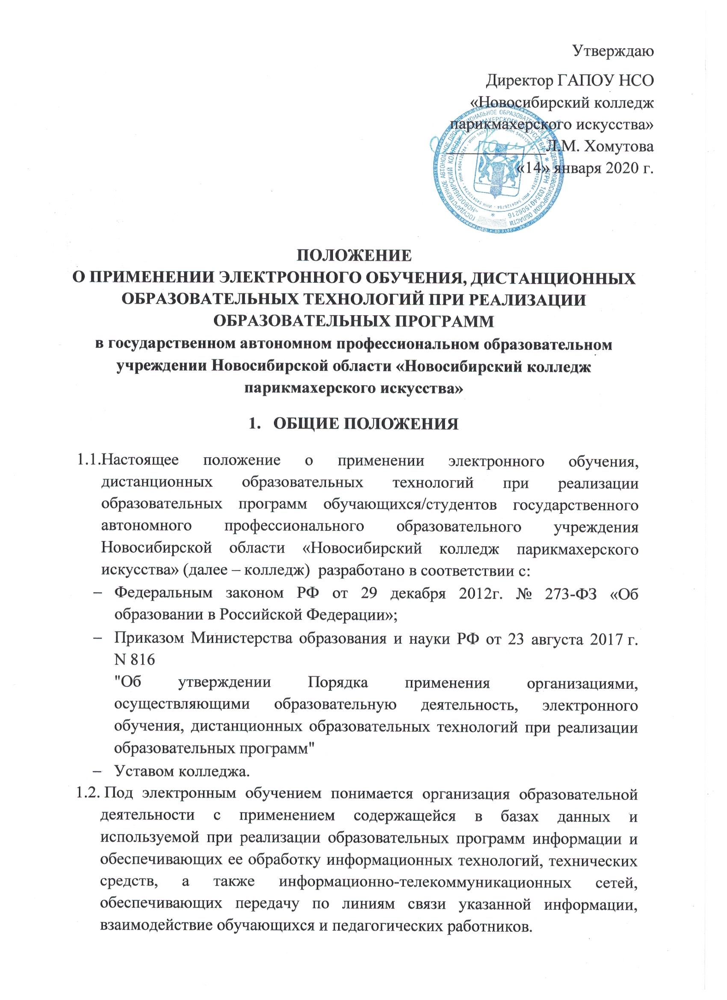 Утверждаю
Директор ГАПОУ НСО
«Новосибирский колледж
парикмахерского искусства»
Л.М. Хомутова
«14» января 2020 г.
ПОЛОЖЕНИЕ
О ПРИМЕНЕНИИ ЭЛЕКТРОННОГО ОБУЧЕНИЯ, ДИСТАНЦИОННЫХ
ОБРАЗОВАТЕЛЬНЫХ ТЕХНОЛОГИЙ ПРИ РЕАЛИЗАЦИИ
ОБРАЗОВАТЕЛЬНЫХ ПРОГРАММ
в государственном автономном профессиональном образовательном
учреждении Новосибирской области «Новосибирский колледж
парикмахерского искусства»
1. ОБЩИЕ ПОЛОЖЕНИЯ
1.1.Настоящее положение о применении электронного обучения,
дистанционных образовательных технологий при реализации
образовательных программ обучающихся/студентов государственного
автономного профессионального образовательного учреждения
Новосибирской области «Новосибирский колледж парикмахерского
искусства» (далее – колледж) разработано в соответствии с:
– Федеральным законом РФ от 29 декабря 2012г. № 273-ФЗ «Об
образовании в Российской Федерации»;
– Приказом Министерства образования и науки РФ от 23 августа 2017 г.
N 816
"Об утверждении Порядка применения организациями,
осуществляющими образовательную деятельность, электронного
обучения, дистанционных образовательных технологий при реализации
образовательных программ"
– Уставом колледжа.
1.2. Под электронным обучением понимается организация образовательной
деятельности с применением содержащейся в базах данных и
используемой при реализации образовательных программ информации и
обеспечивающих ее обработку информационных технологий, технических
средств, а также информационно-телекоммуникационных сетей,
обеспечивающих передачу по линиям связи указанной информации,
взаимодействие обучающихся и педагогических работников.